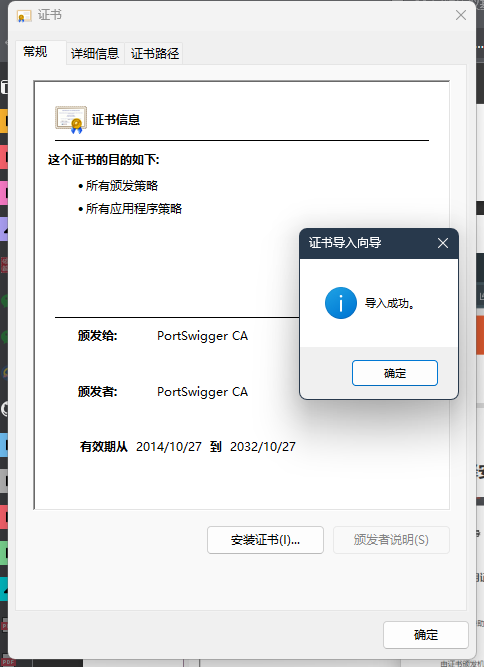 证书
常规 详细信息 证书路径
证书信息
这个证书的目的如下:
• 所有颁发策略
• 所有应用程序策略
证书导入向导
导入成功。
确定
颁发给: PortSwigger CA
颁发者: PortSwigger CA
有效期从 2014/10/27 到 2032/10/27
安装证书(I)... 颁发者说明(S)
确定